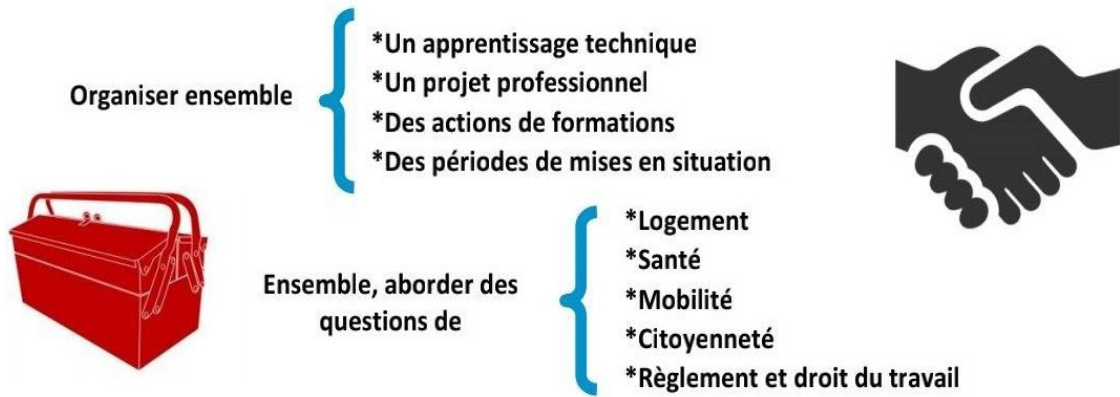 Organiser ensemble
*Un apprentissage technique
*Un projet professionnel
*Des actions de formations
*Des périodes de mises en situation
Ensemble, aborder des
questions de
*Logement
*Santé
*Mobilité
*Citoyenneté
*Règlement et droit du travail